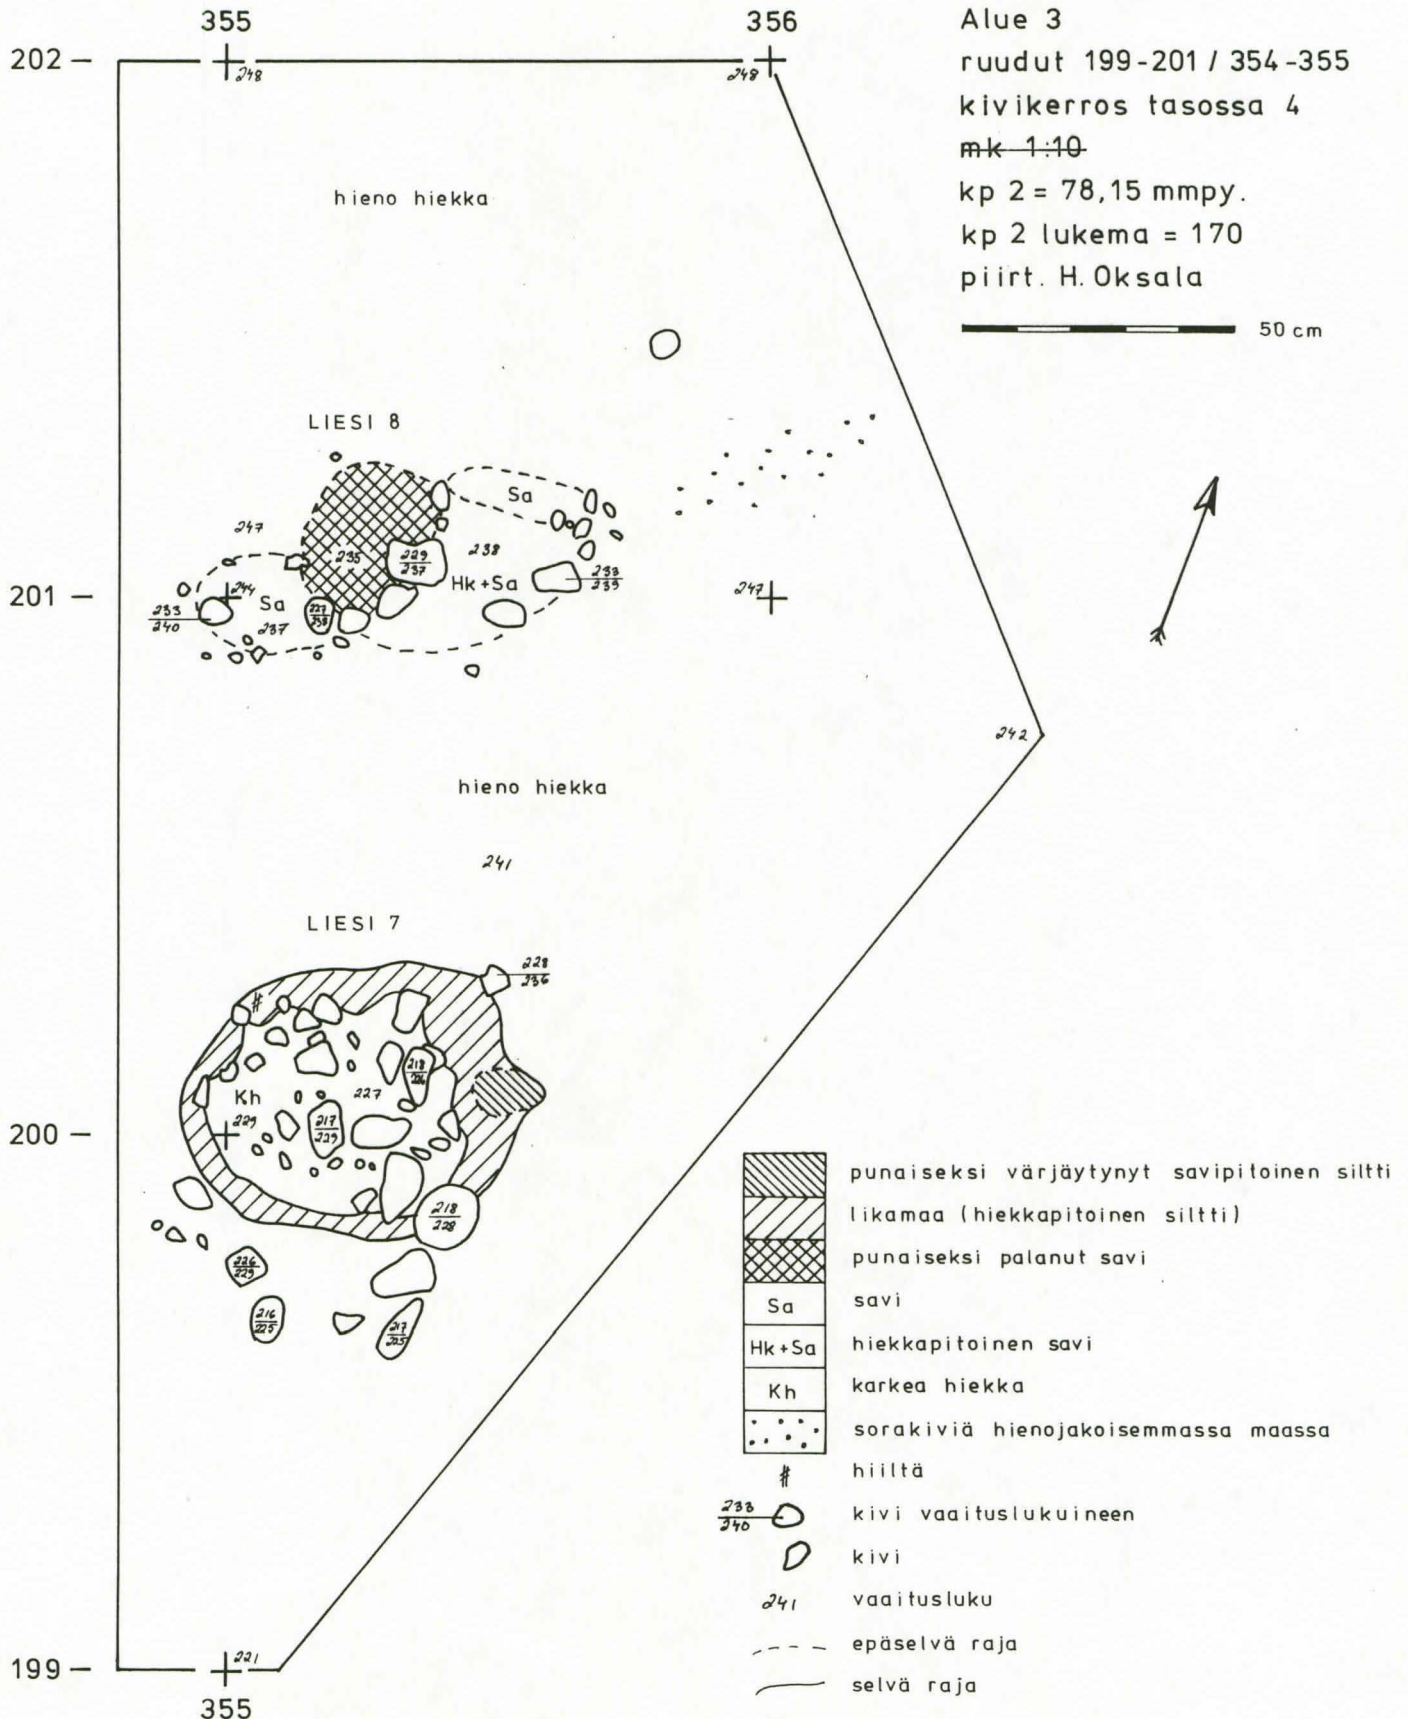 355
356
202
248
248
Alue 3
ruudut 199-201 / 354-355
kivikerros tasossa 4
mk 1:10
kp 2 = 78,15 mmpy.
kp 2 lukema = 170
piirt. H. Oksala
50 cm
hieno hiekka
LIESI 8
Sa
247
235
229
237
238
Hk+Sa
233
239
201
244
247
233
240
Sa
237
227
238
242
hieno hiekka
241
LIESI 7
228
236
#
218
226
227
Kh
200
229
217
229
218
228
226
229
216
225
217
225
punaiseksi värjäytynyt savipitoinen siltti
likamaa (hiekkapitoinen siltti)
punaiseksi palanut savi
Sa savi
Hk+Sa hiekkapitoinen savi
Kh karkea hiekka
sorakiviä hienojakoisemmassa maassa
# hiiltä
233
240
kivi vaaituslukuineen
kivi
241 vaaitusluku
epäselvä raja
selvä raja
199
221
355